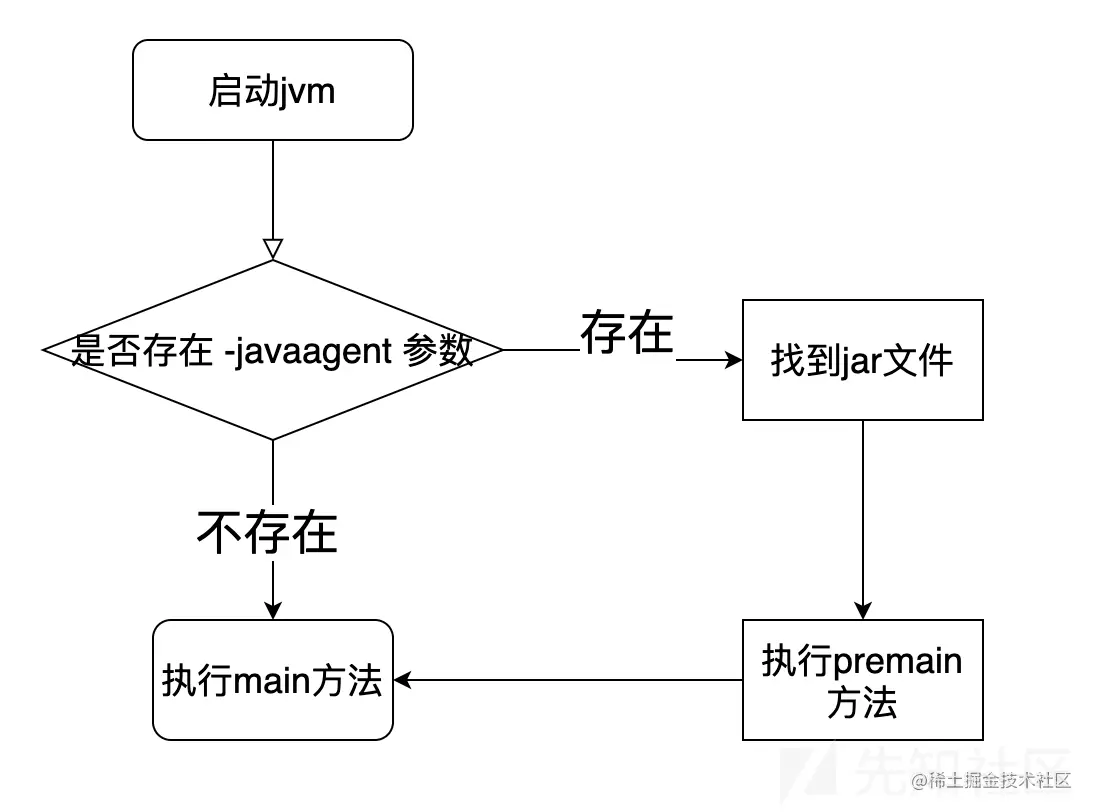 启动jvm
是否存在 -javaagent 参数
存在
找到jar文件
不存在
执行main方法
执行premain
方法
先知社区
@稀土掘金技术社区